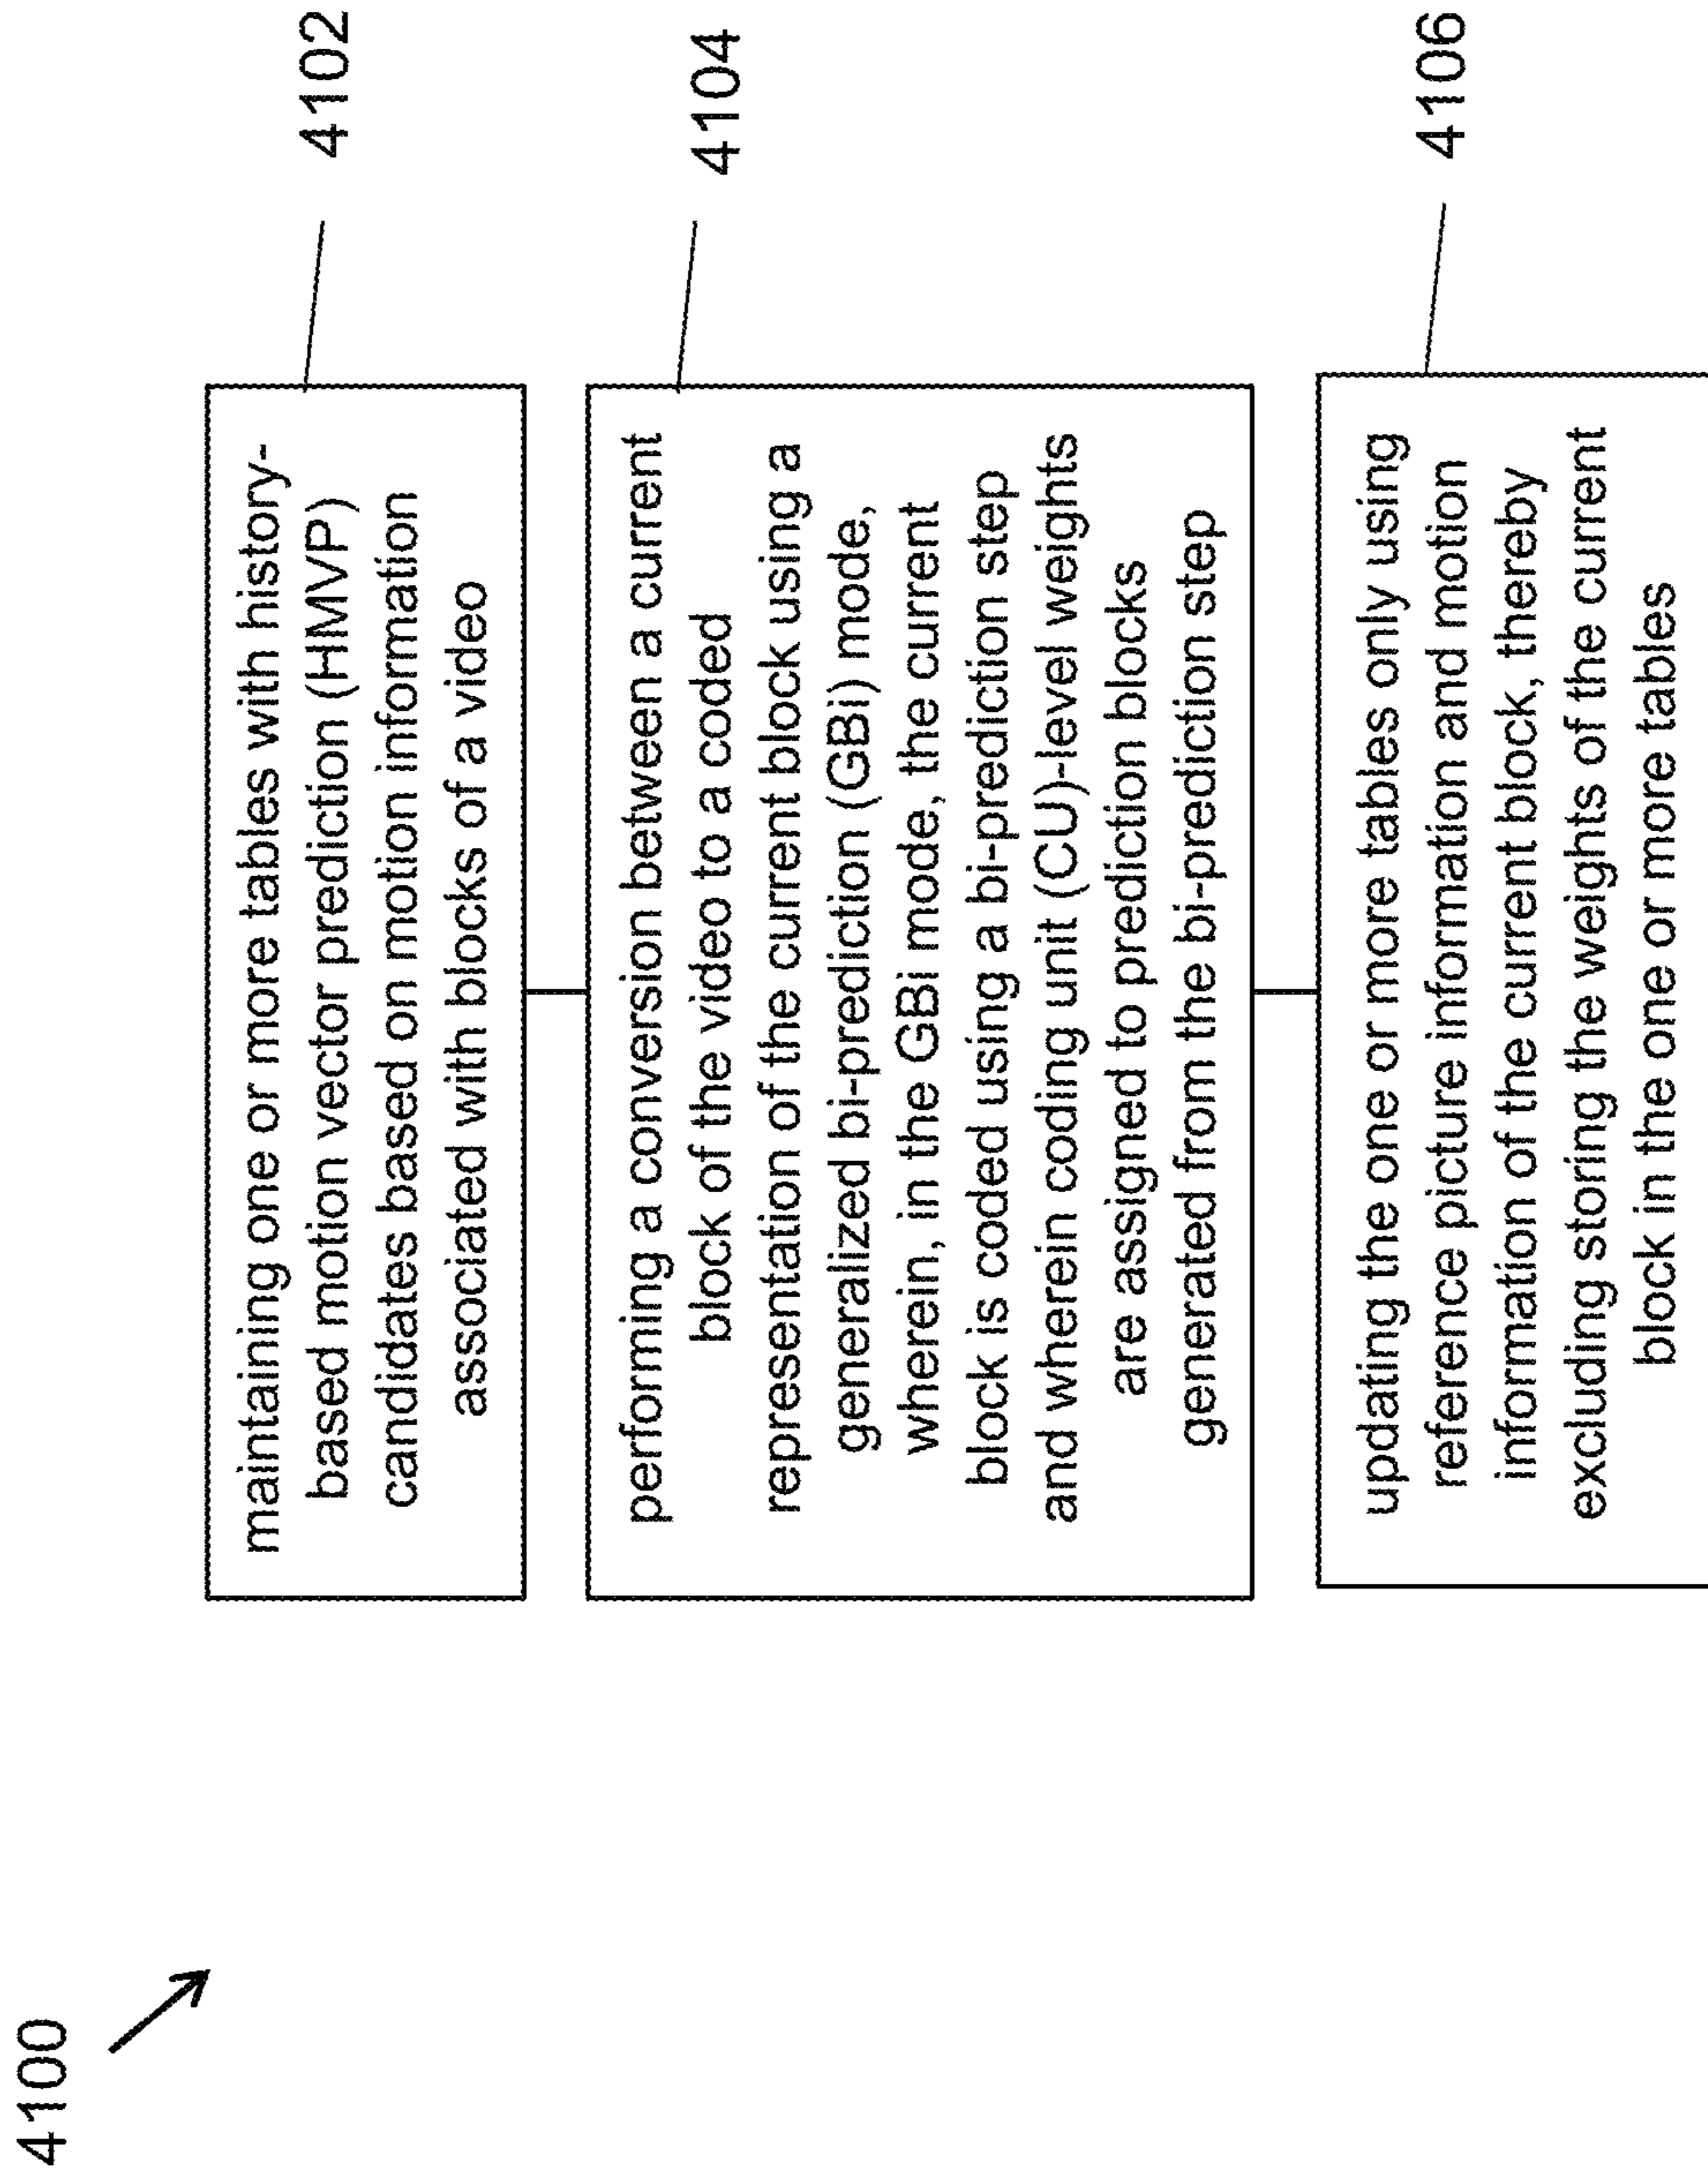 4100
maintaining one or more tables with history-
based motion vector prediction (HMVP)
candidates based on motion information
associated with blocks of a video
4102
performing a conversion between a current
block of the video to a coded
representation of the current block using a
generalized bi-prediction (GBi) mode,
wherein, in the GBi mode, the current
block is coded using a bi-prediction step
and wherein coding unit (CU)-level weights
are assigned to prediction blocks
generated from the bi-prediction step
4104
updating the one or more tables only using
reference picture information and motion
information of the current block, thereby
excluding storing the weights of the current
block in the one or more tables
4106